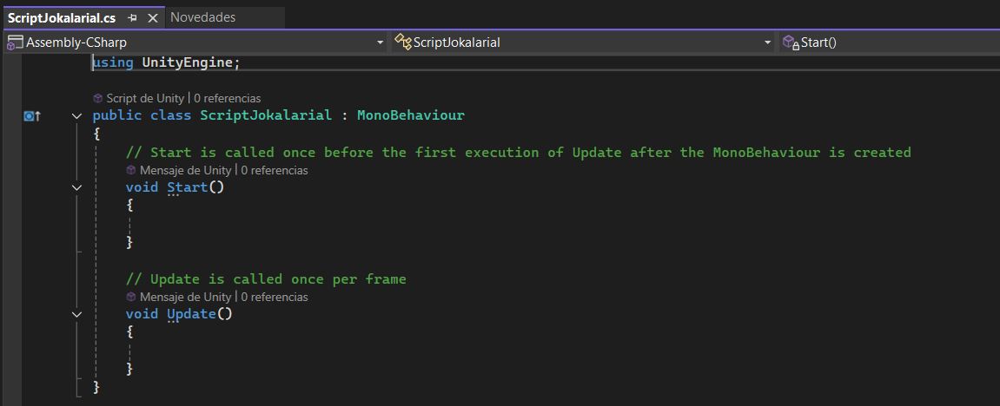 ScriptJokalarial.cs Novedades
Assembly-CSharp ScriptJokalarial Start()
using UnityEngine;
Script de Unity | 0 referencias
public class ScriptJokalarial : MonoBehaviour
{
// Start is called once before the first execution of Update after the MonoBehaviour is created
Mensaje de Unity | 0 referencias
void Start()
{
}
// Update is called once per frame
Mensaje de Unity | 0 referencias
void Update()
{
}
}